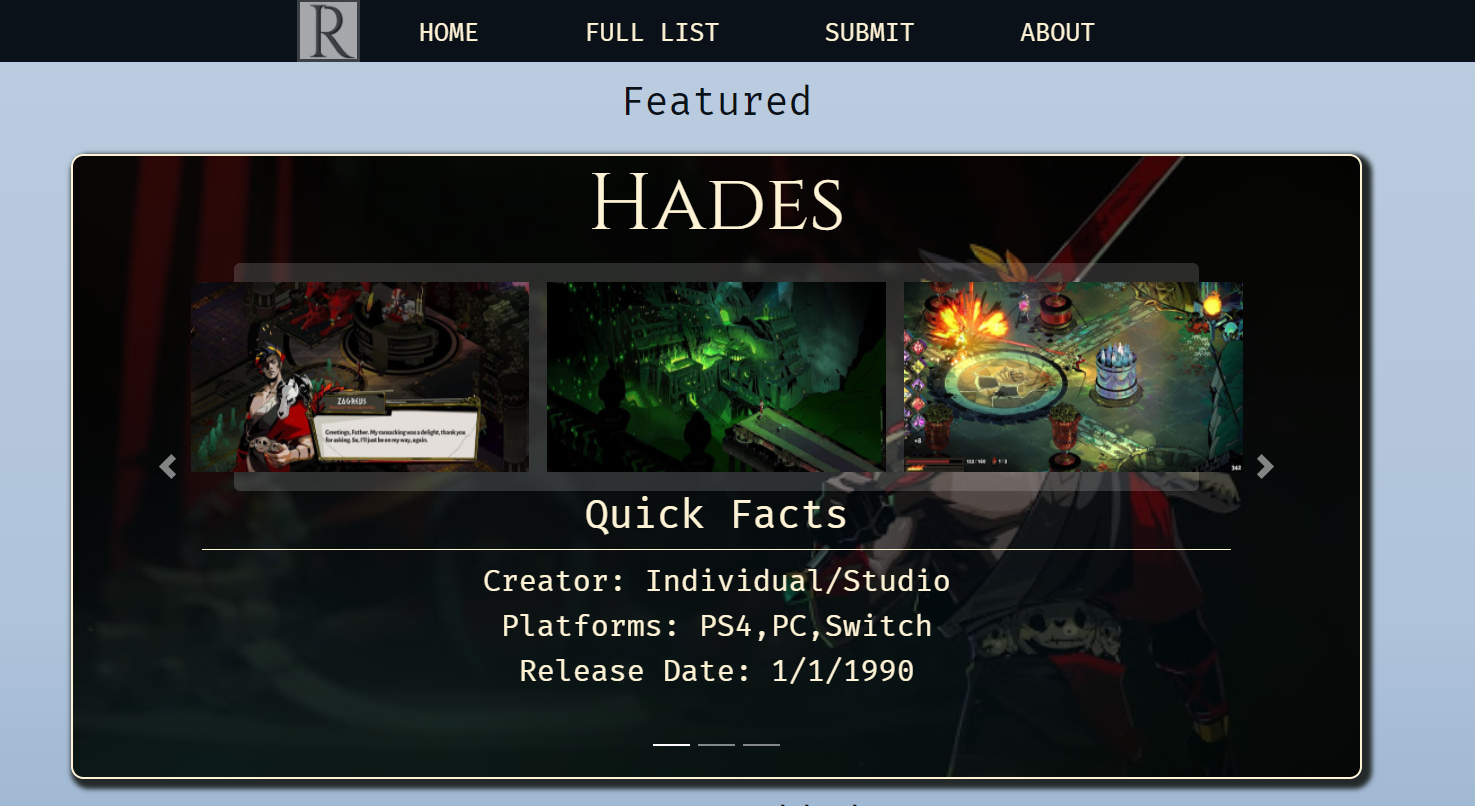 R HOME FULL LIST SUBMIT ABOUT
Featured
HADES
ZAGREUS
Greetings, Father. My ransacking was a delight, thank you
for asking. So, I'll just be on my way, again.
+8
Quick Facts
Creator: Individual/Studio
Platforms: PS4,PC,Switch
Release Date: 1/1/1990